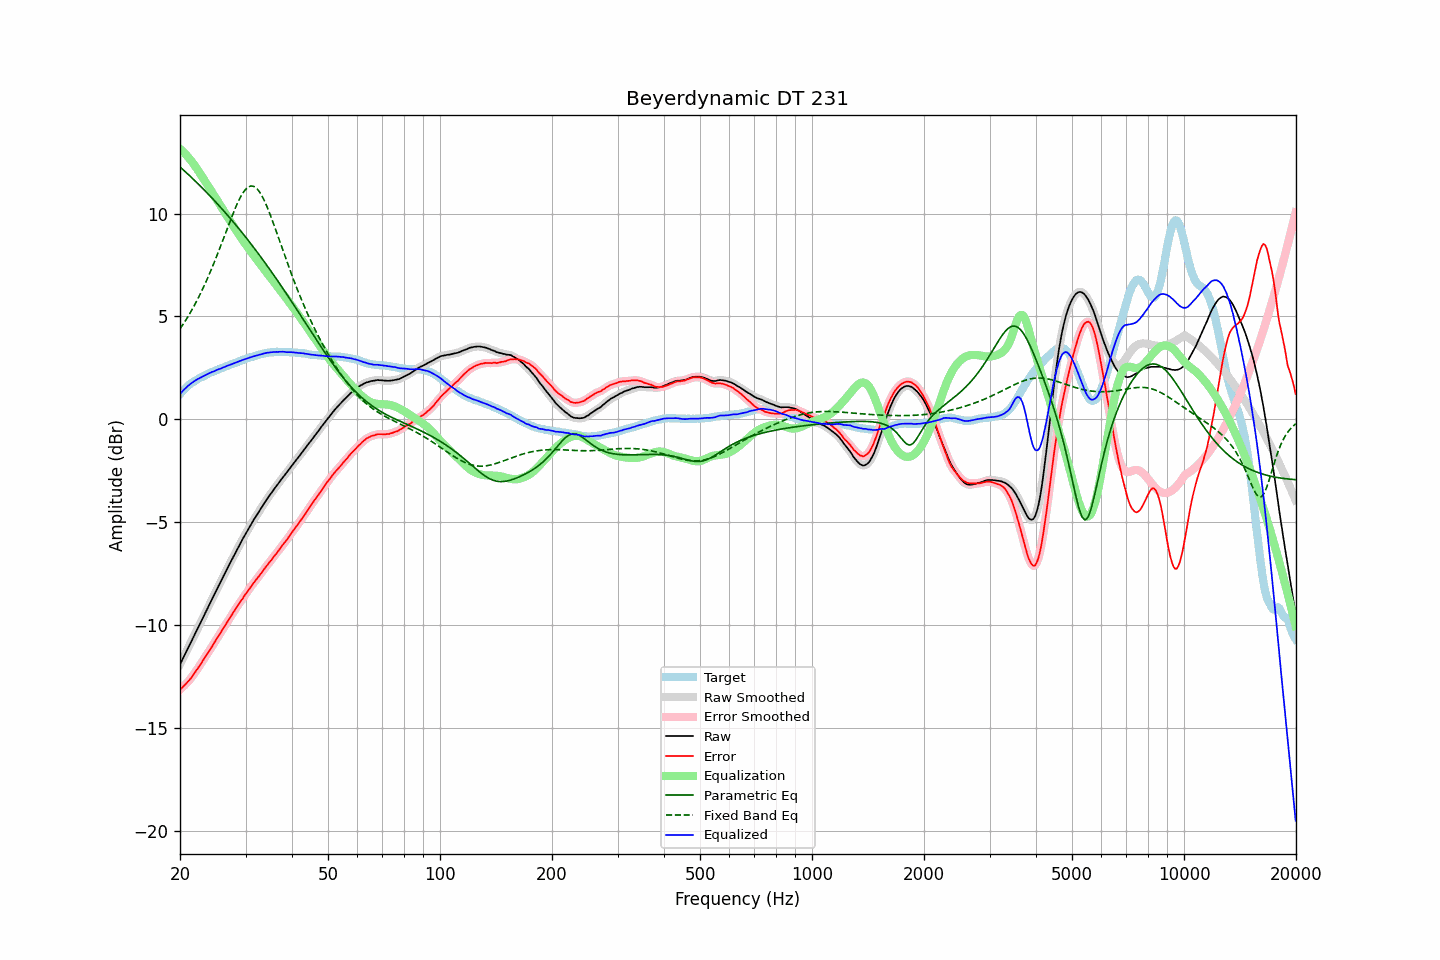 Beyerdynamic DT 231
Amplitude (dBr)
10
5
0
−5
−10
−15
−20
Target
Raw Smoothed
Error Smoothed
Raw
Error
Equalization
Parametric Eq
Fixed Band Eq
Equalized
20
50
100
200
500
1000
2000
5000
10000
20000
Frequency (Hz)